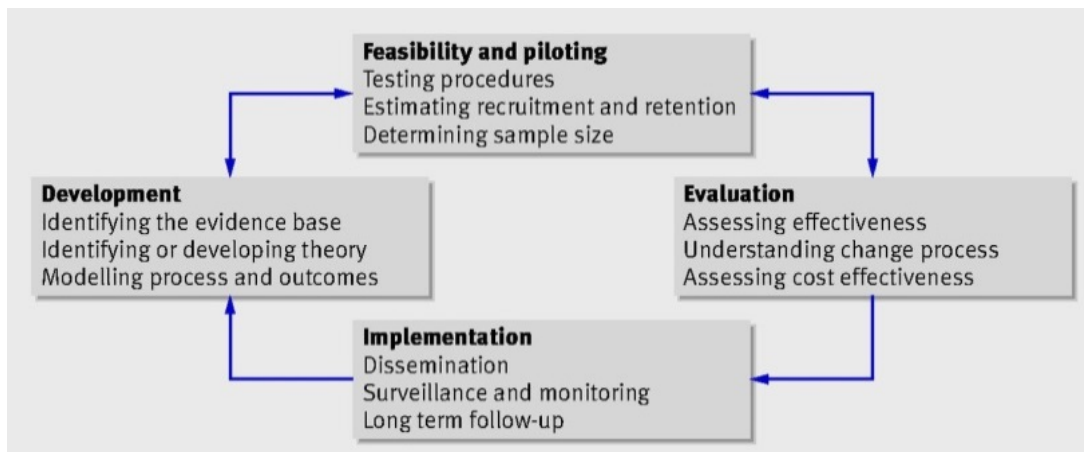 Feasibility and piloting
Testing procedures
Estimating recruitment and retention
Determining sample size
Development
Identifying the evidence base
Identifying or developing theory
Modelling process and outcomes
Evaluation
Assessing effectiveness
Understanding change process
Assessing cost effectiveness
Implementation
Dissemination
Surveillance and monitoring
Long term follow-up